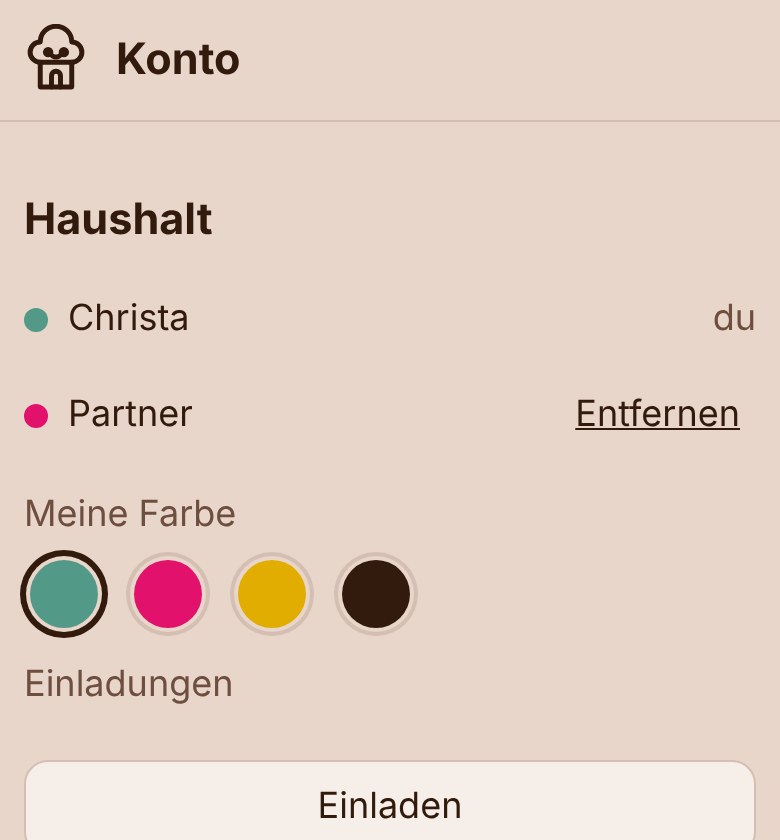 Konto
Haushalt
Christa du
Partner Entfernen
Meine Farbe
Einladungen
Einladen